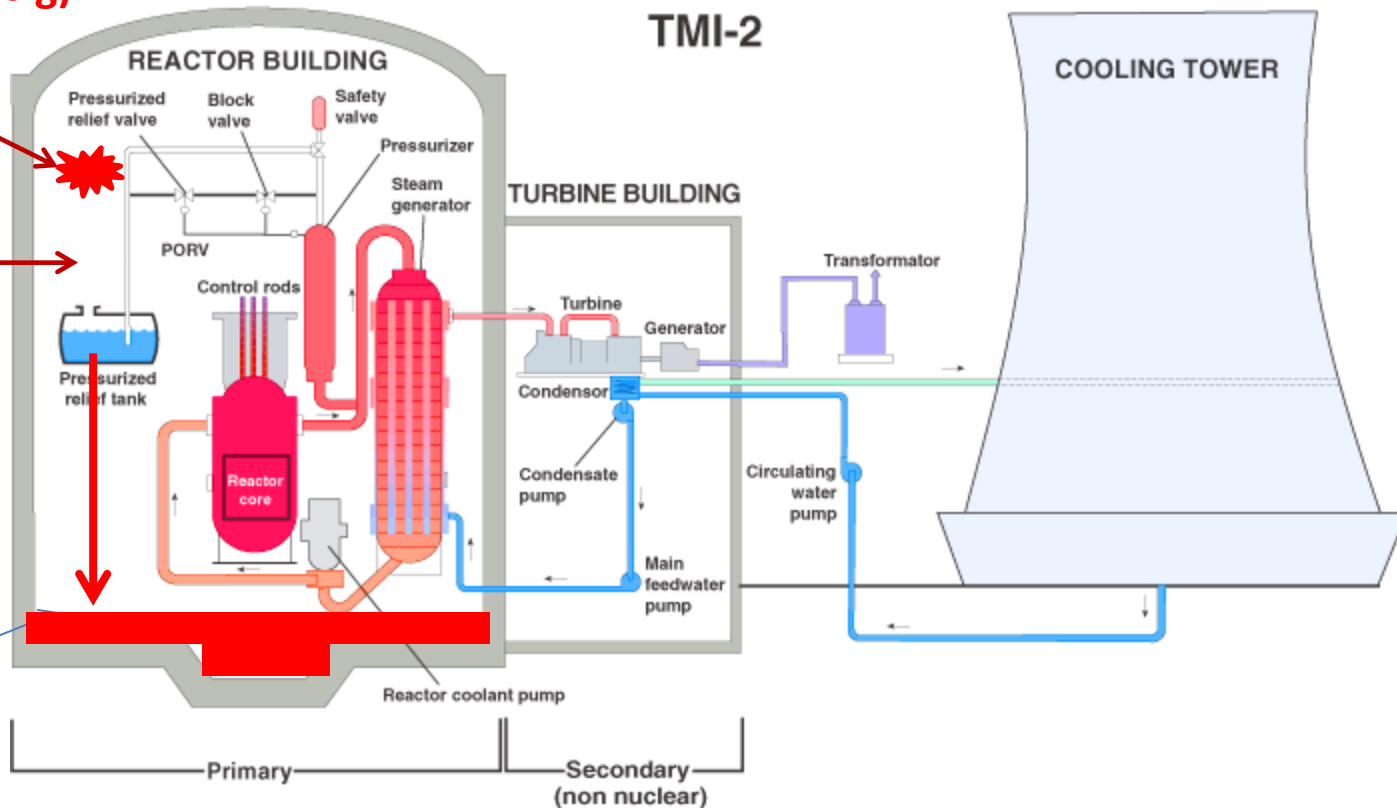 g)
TMI-2
REACTOR BUILDING
COOLING TOWER
Pressurized
relief valve
Block
valve
Safety
valve
Pressurizer
Steam
generator
TURBINE BUILDING
PORV
Control rods
Transformator
Turbine
Generator
Pressurized
relief tank
Condensor
Reactor
core
Condensate
pump
Circulating
water
pump
Main
feedwater
pump
Reactor coolant pump
Primary
Secondary
(non nuclear)